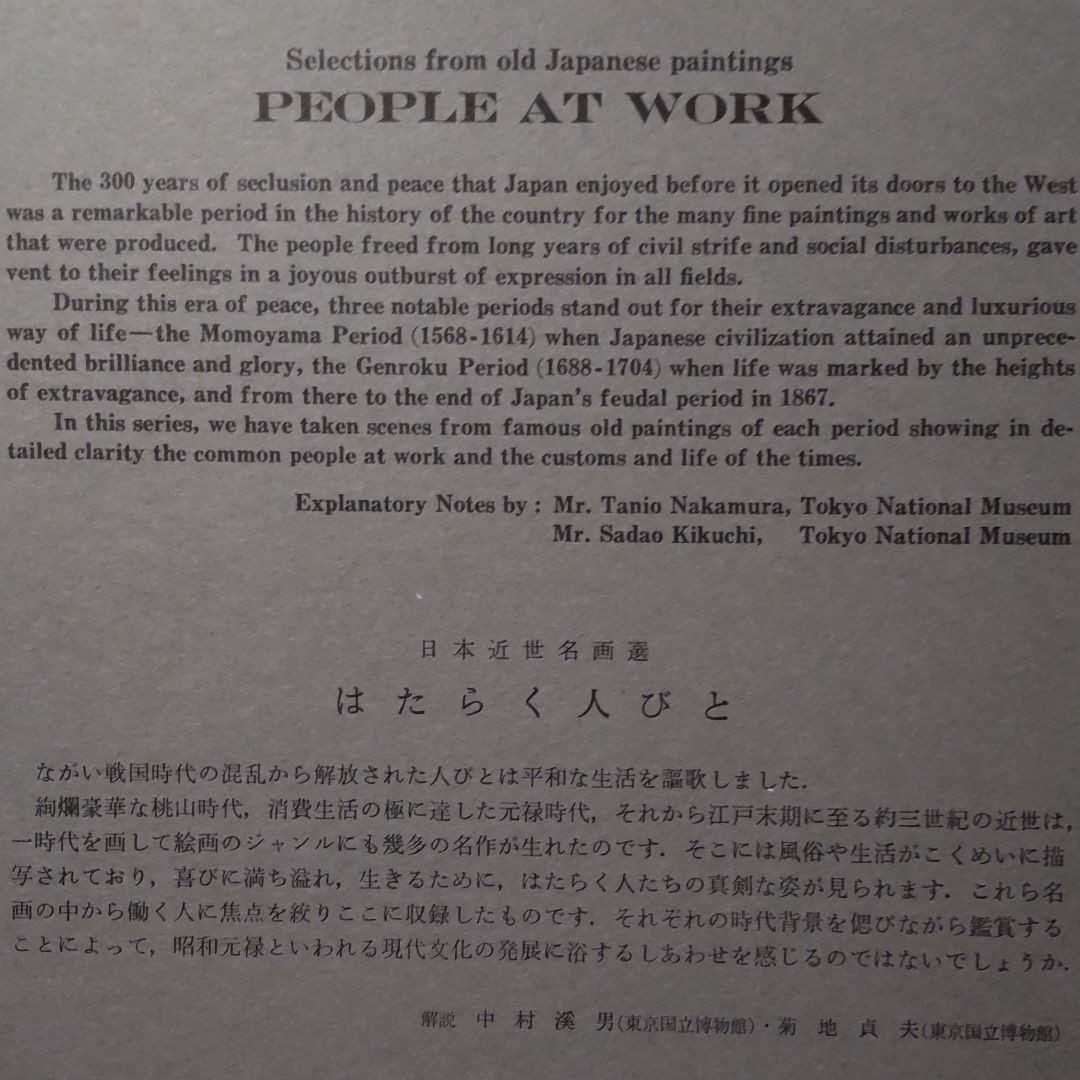 Selections from old Japanese paintings
PEOPLE AT WORK
The 300 years of seclusion and peace that Japan enjoyed before it opened its doors to the West
was a remarkable period in the history of the country for the many fine paintings and works of art
that were produced. The people freed from long years of civil strife and social disturbances, gave
vent to their feelings in a joyous outburst of expression in all fields.
During this era of peace, three notable periods stand out for their extravagance and luxurious
way of life—the Momoyama Period (1568-1614) when Japanese civilization attained an unprece-
dented brilliance and glory, the Genroku Period (1688-1704) when life was marked by the heights
of extravagance, and from there to the end of Japan's feudal period in 1867.
In this series, we have taken scenes from famous old paintings of each period showing in de-
tailed clarity the common people at work and the customs and life of the times.
Explanatory Notes by : Mr. Tanio Nakamura, Tokyo National Museum
Mr. Sadao Kikuchi, Tokyo National Museum
日本近世名画選
はたらく人びと
ながい戦国時代の混乱から解放された人びとは平和な生活を謳歌しました.
絢爛豪華な桃山時代, 消費生活の極に達した元禄時代, それから江戸末期に至る約三世紀の近世は,
一時代を画して絵画のジャンルにも幾多の名作が生れたのです. そこには風俗や生活がこくめいに描
写されており, 喜びに満ち溢れ, 生きるために, はたらく人たちの真剣な姿が見られます. これら名
画の中から働く人に焦点を絞りここに収録したものです. それぞれの時代背景を偲びながら鑑賞する
ことによって, 昭和元禄といわれる現代文化の発展に浴するしあわせを感じるのではないでしょうか.
解説 中村溪男(東京国立博物館)・菊地貞夫(東京国立博物館)